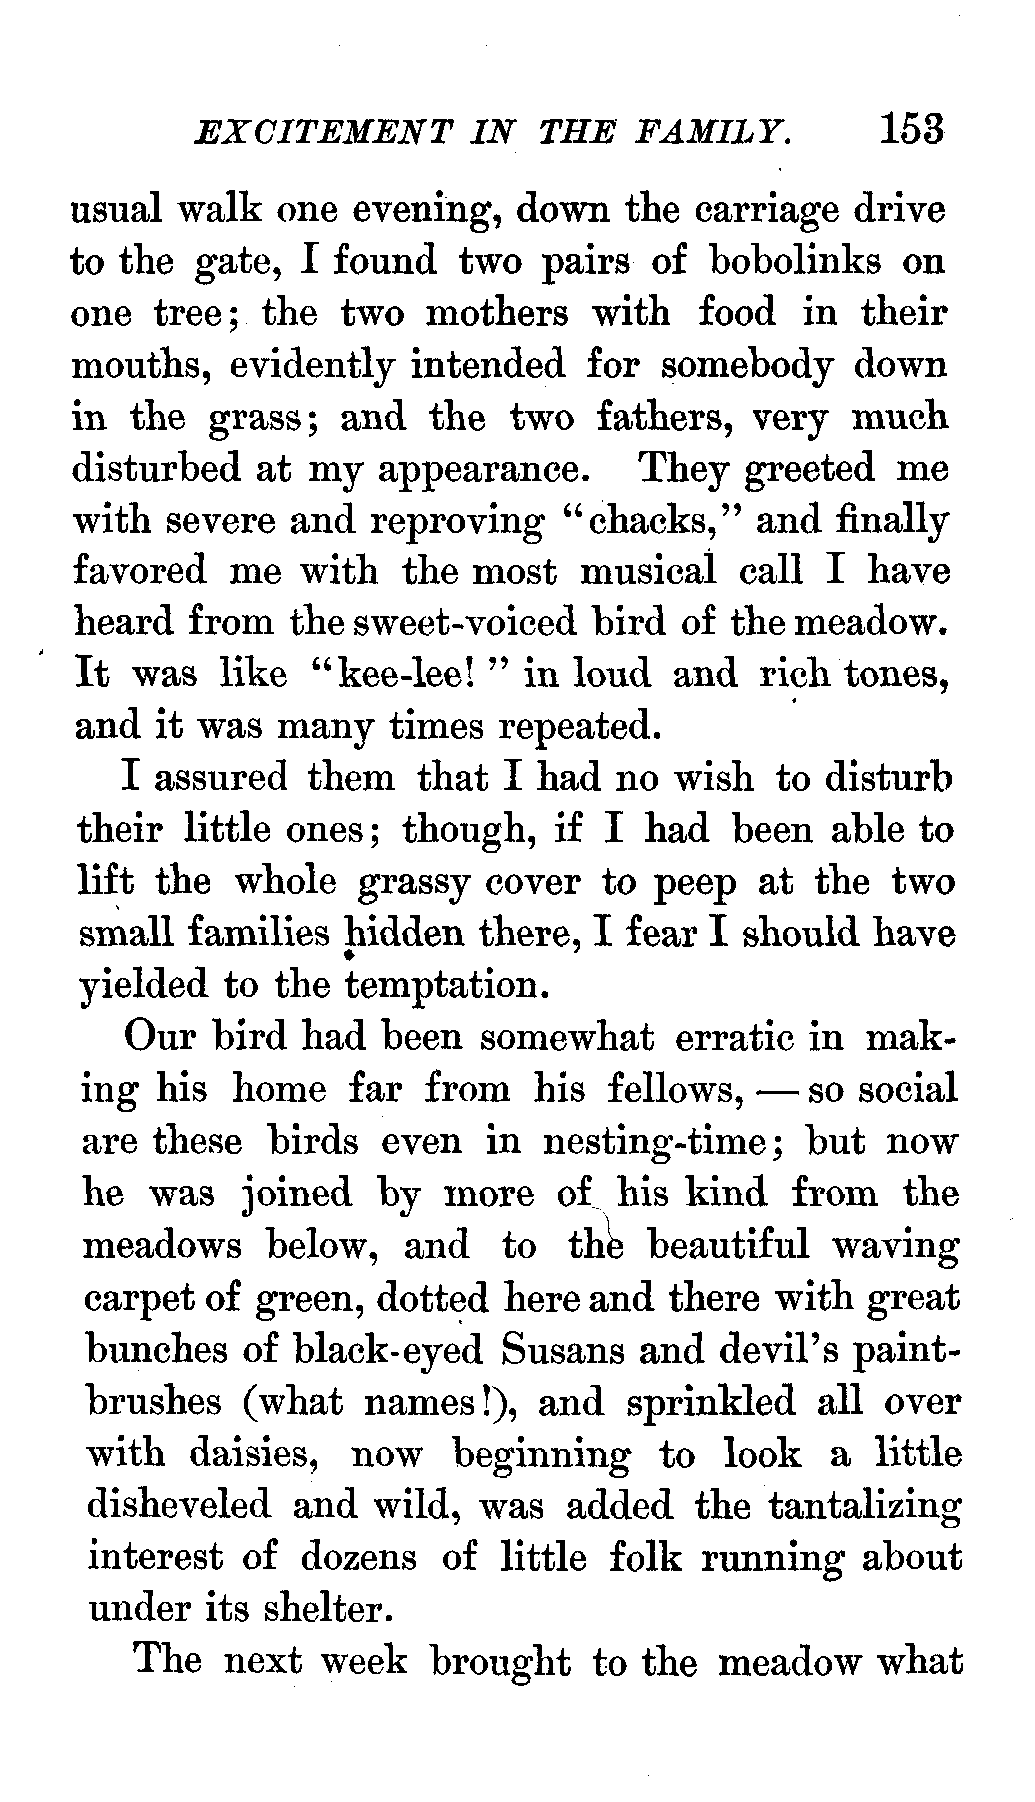 EXCITEMENT IN THE FAMILY. 153
usual walk one evening, down the carriage drive
to the gate, I found two pairs of bobolinks on
one tree; the two mothers with food in their
mouths, evidently intended for somebody down
in the grass; and the two fathers, very much
disturbed at my appearance. They greeted me
with severe and reproving “chacks,” and finally
favored me with the most musical call I have
heard from the sweet-voiced bird of the meadow.
It was like “kee-lee!” in loud and rich tones,
and it was many times repeated.
I assured them that I had no wish to disturb
their little ones; though, if I had been able to
lift the whole grassy cover to peep at the two
small families hidden there, I fear I should have
yielded to the temptation.
Our bird had been somewhat erratic in mak-
ing his home far from his fellows, — so social
are these birds even in nesting-time; but now
he was joined by more of his kind from the
meadows below, and to the beautiful waving
carpet of green, dotted here and there with great
bunches of black-eyed Susans and devil’s paint-
brushes (what names!), and sprinkled all over
with daisies, now beginning to look a little
disheveled and wild, was added the tantalizing
interest of dozens of little folk running about
under its shelter.
The next week brought to the meadow what